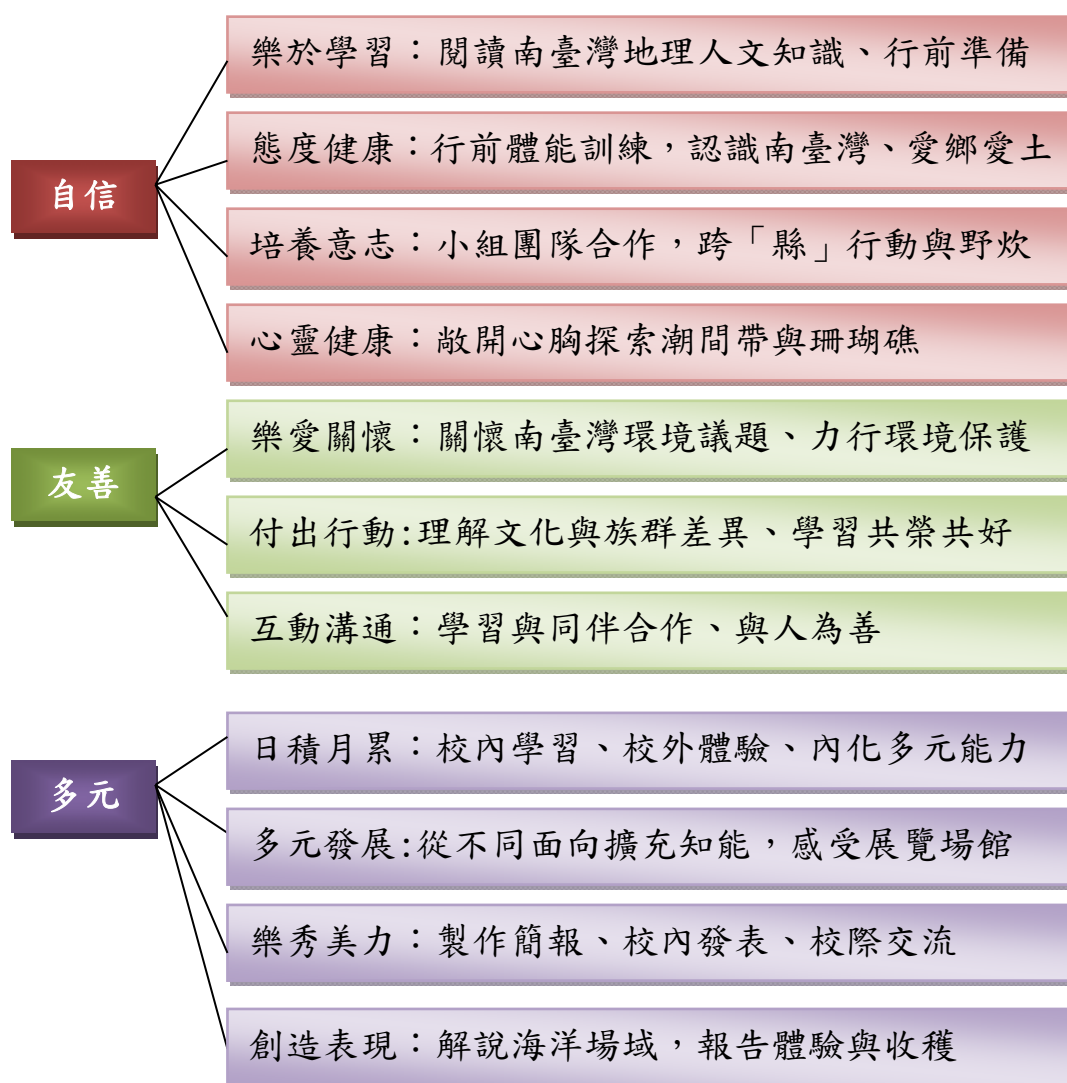 自信
樂於學習：閱讀南臺灣地理人文知識、行前準備
態度健康：行前體能訓練，認識南臺灣、愛鄉愛土
培養意志：小組團隊合作，跨「縣」行動與野炊
心靈健康：敞開心胸探索潮間帶與珊瑚礁
友善
樂愛關懷：關懷南臺灣環境議題、力行環境保護
付出行動:理解文化與族群差異、學習共榮共好
互動溝通：學習與同伴合作、與人為善
多元
日積月累：校內學習、校外體驗、內化多元能力
多元發展:從不同面向擴充知能，感受展覽場館
樂秀美力：製作簡報、校內發表、校際交流
創造表現：解說海洋場域，報告體驗與收穫